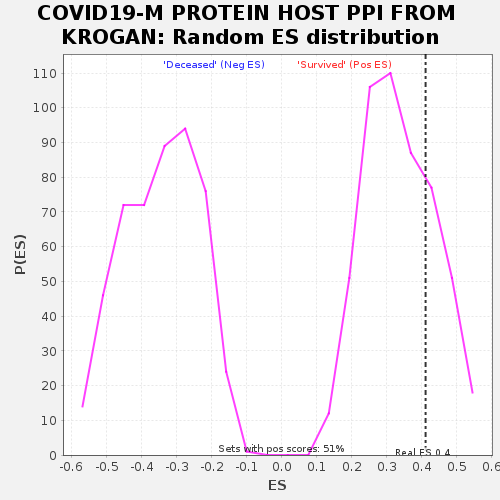 COVID19-M PROTEIN HOST PPI FROM
KROGAN: Random ES distribution
'Deceased' (Neg ES)
'Survived' (Pos ES)
110
100
90
80
70
60
50
40
30
20
10
0
P(ES)
Sets with pos scores: 51%
Real ES 0.4
-0.6 -0.5 -0.4 -0.3 -0.2 -0.1 0.0 0.1 0.2 0.3 0.4 0.5 0.6
ES